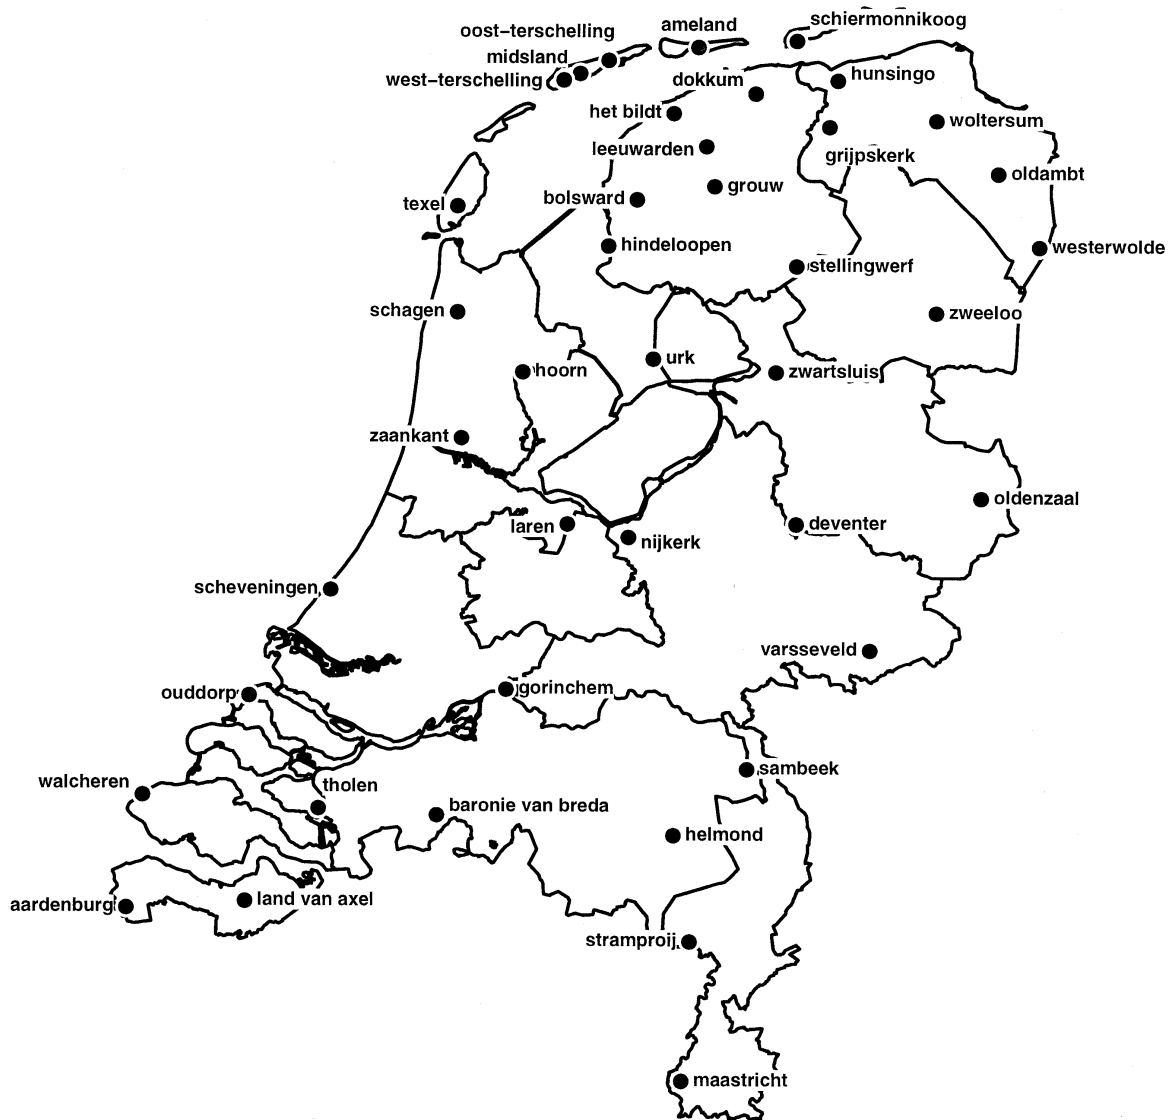 schiermonnikoog
ameland
oost-terschelling
midsland
west-terschelling
dokkum
hunsingo
het bildt
woltersum
leeuwarden
grijpskerk
oldambt
grouw
bolsward
texel
hindeloopen
westerwolde
stellingwerf
schagen
zweeloo
urk
hoorn
zwartsluis
zaankant
oldenzaal
laren
deventer
nijkerk
scheveningen
varsseveld
ouddorp
gorinchem
sambeek
walcheren
tholen
baronie van breda
helmond
land van axel
aardenburg
stramproij
maastricht